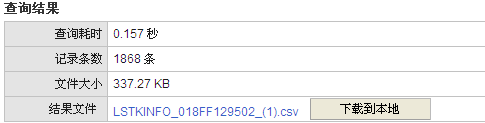 查询结果
查询耗时 0.157 秒
记录条数 1868 条
文件大小 337.27 KB
结果文件 LSTKINFO_018FF129502_(1).csv 下载到本地